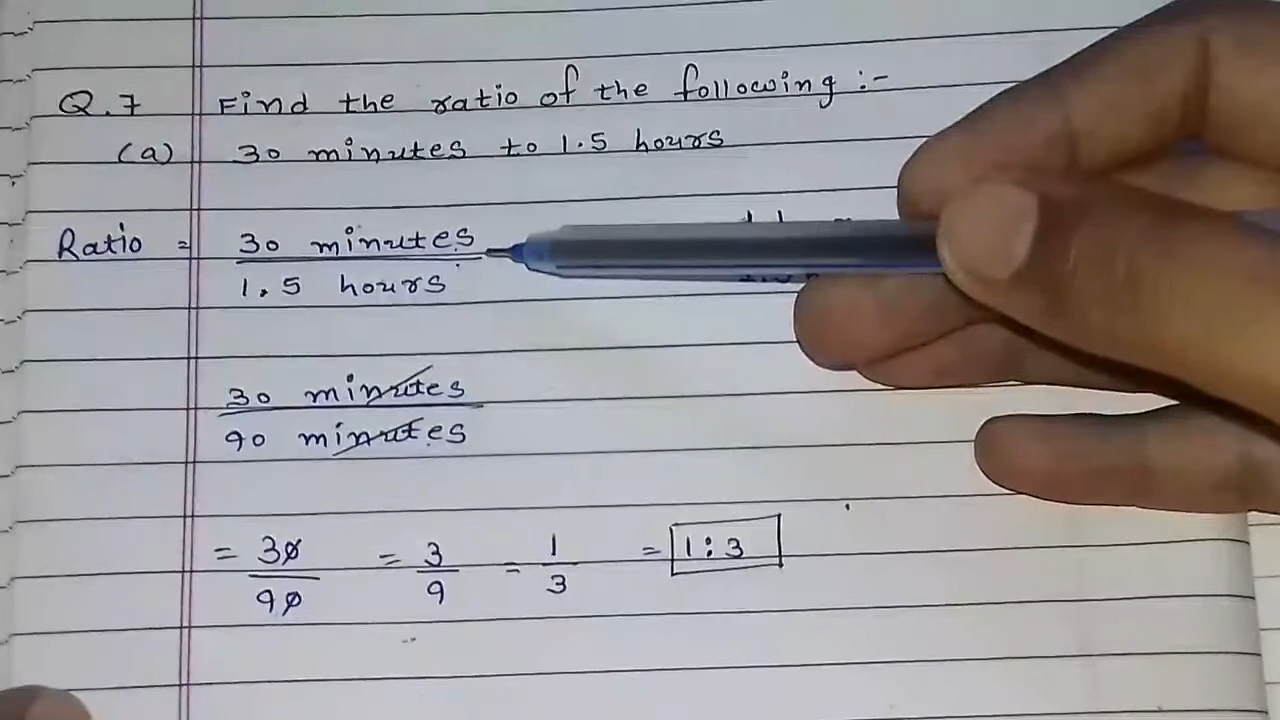 Q.7 Find the ratio of the following :-
(a) 30 minutes to 1.5 hours
Ratio = 30 minutes
1.5 hours
30 minutes
90 minutes
= 30 = 3 = 1 = 1:3
90 9 3